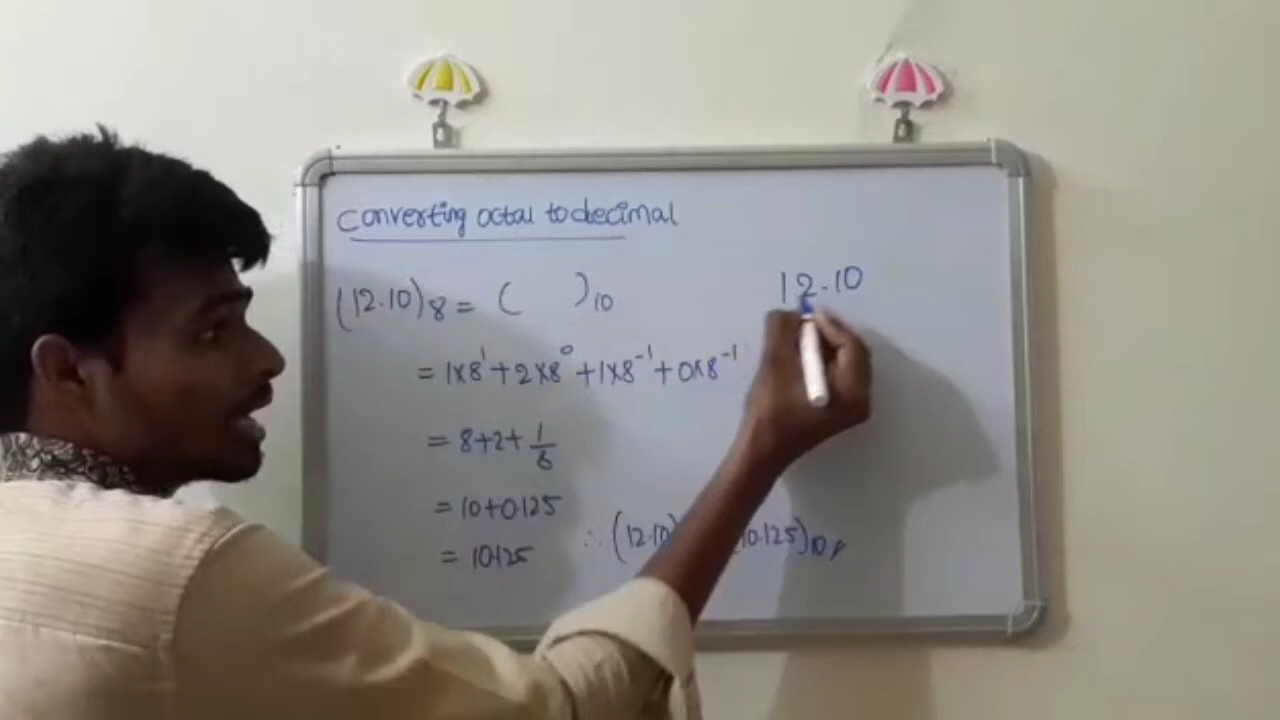 converting octal to decimal
(12.10)8 = (      )10
12.10
= 1×8¹+2×8⁰+1×8⁻¹+0×8⁻¹
= 8+2+1/8
= 10+0.125
= 10.125
∴ (12.10) (10.125)10